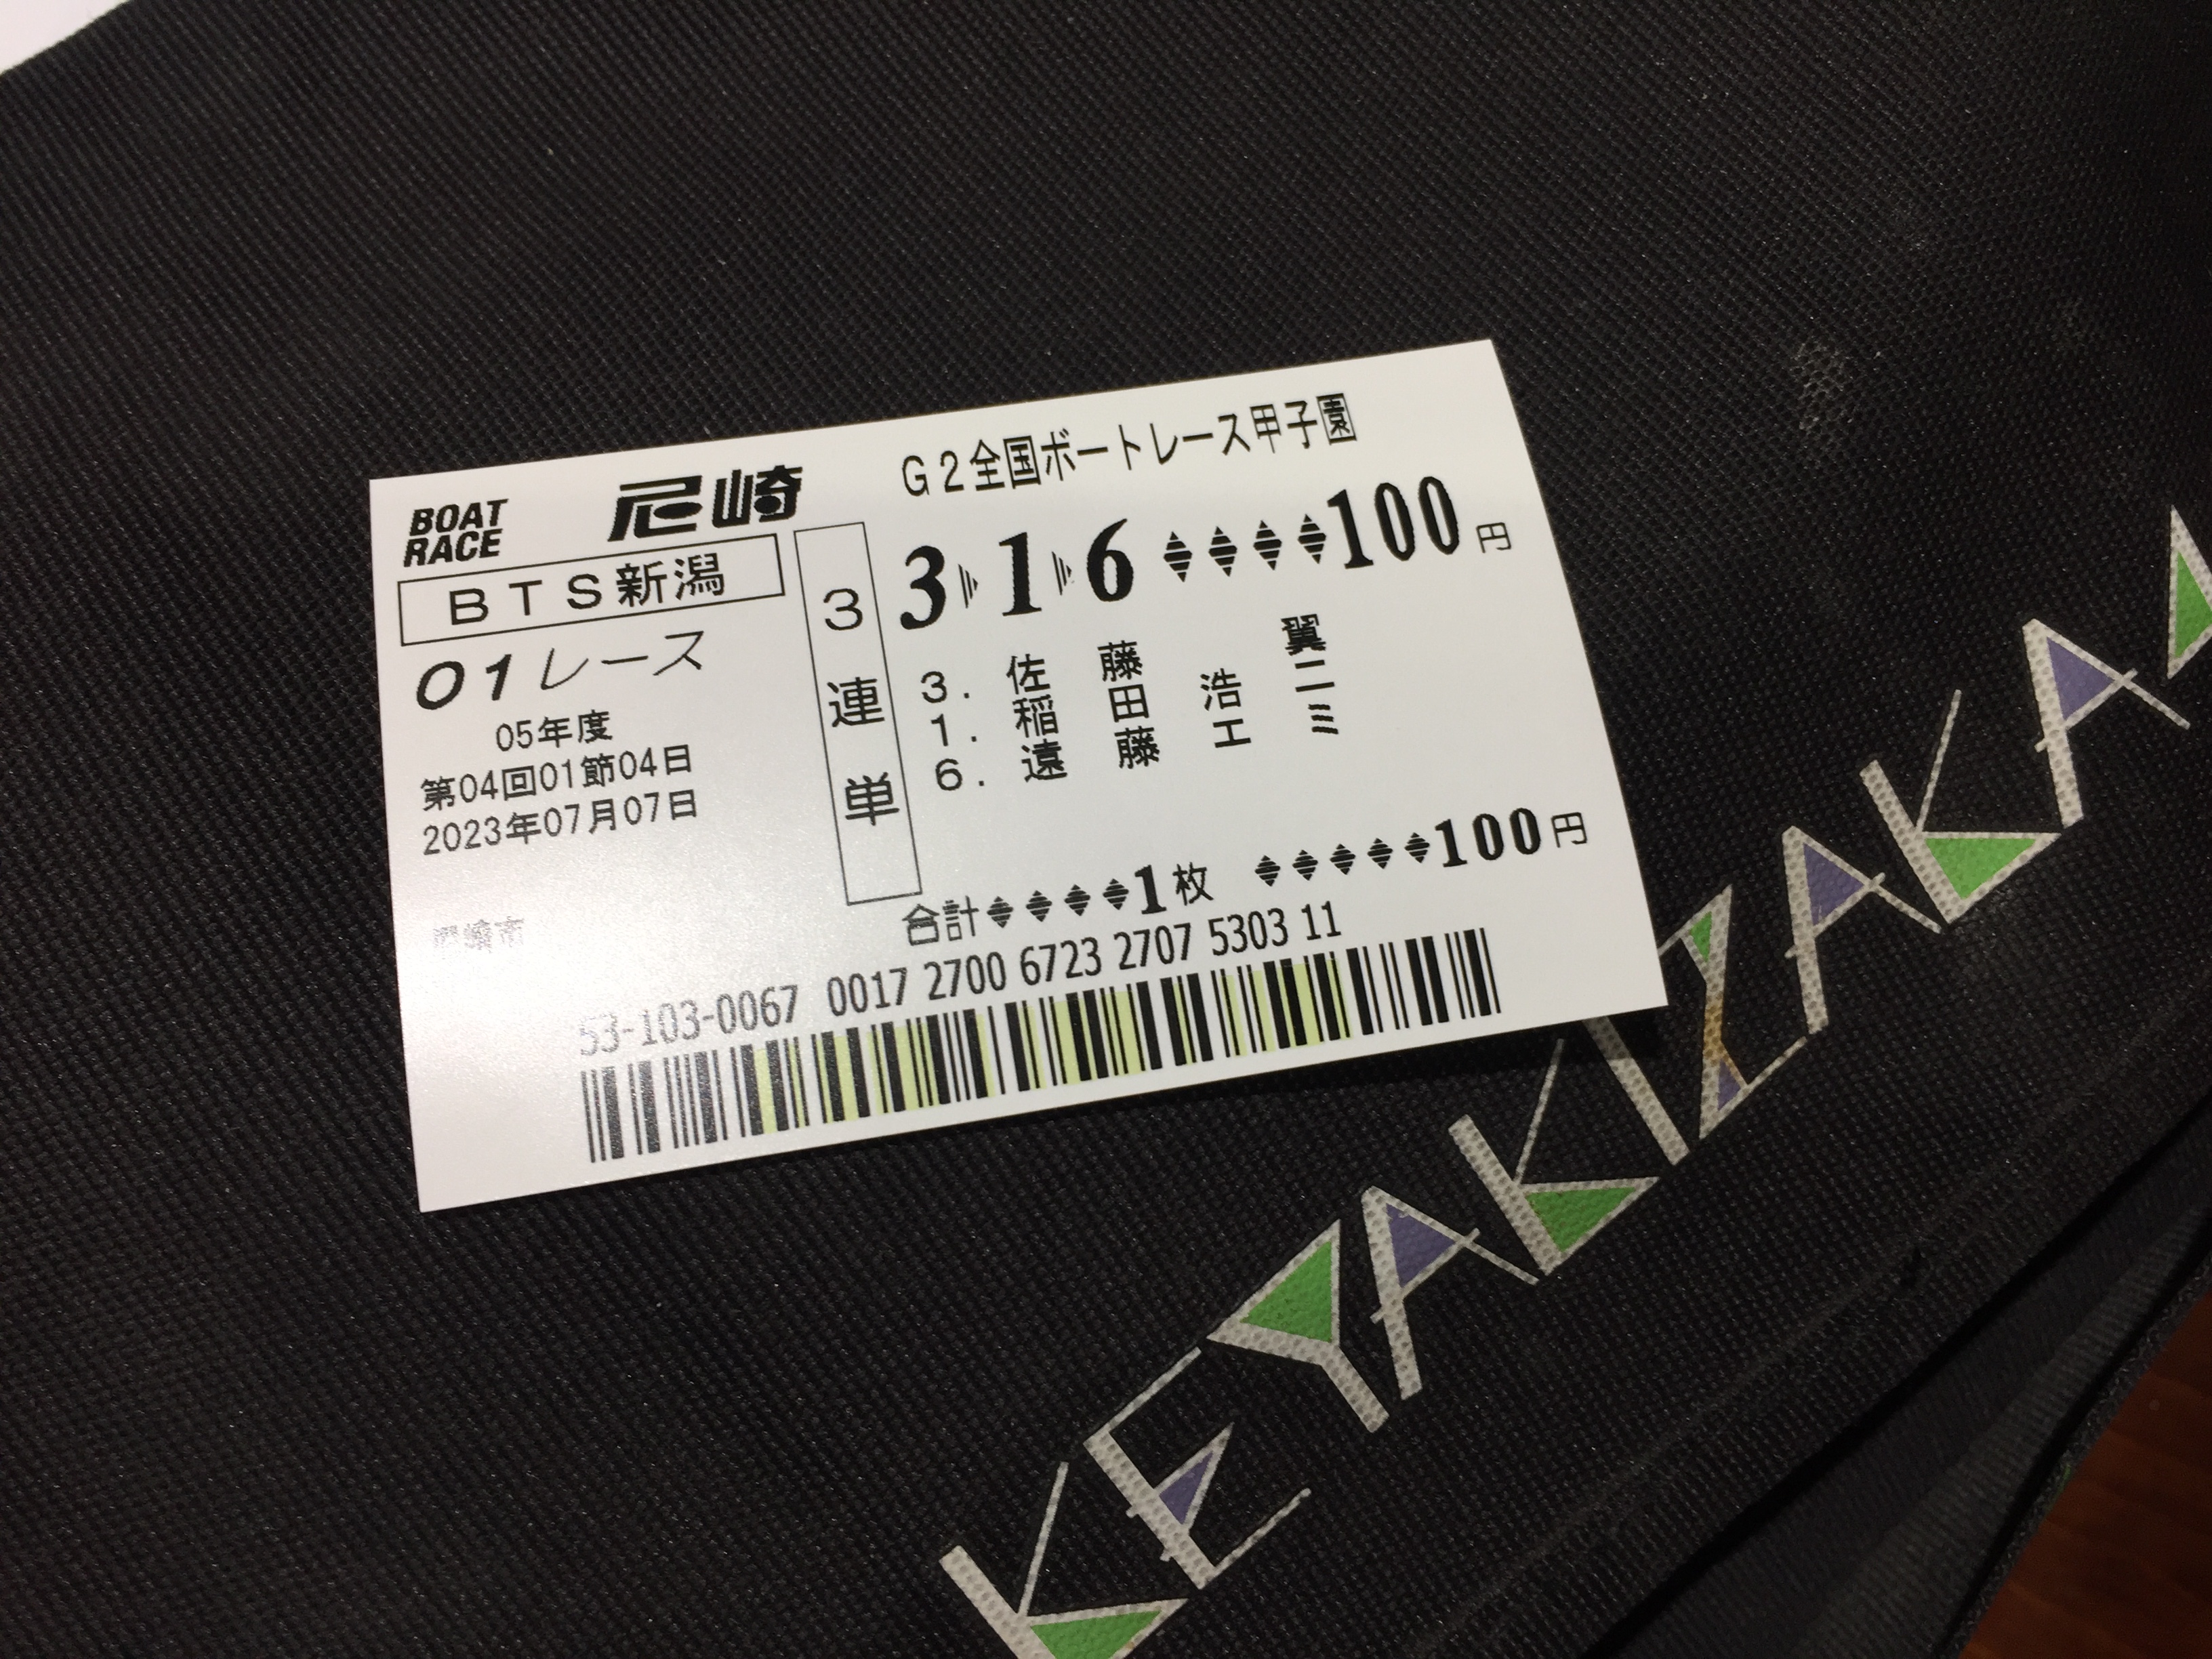 BOAT RACE
尼崎
G2全国ボートレース甲子園
BTS新潟
01レース
05年度
第04回01節04日
2023年07月07日
尼崎市
3連単
3 1 6 100円
3. 佐藤 翼
1. 稲田 浩二
6. 遠藤 エミ
合計 1枚 100円
53-103-0067 0017 2700 6723 2707 5303 11
KEYAKIZAKA